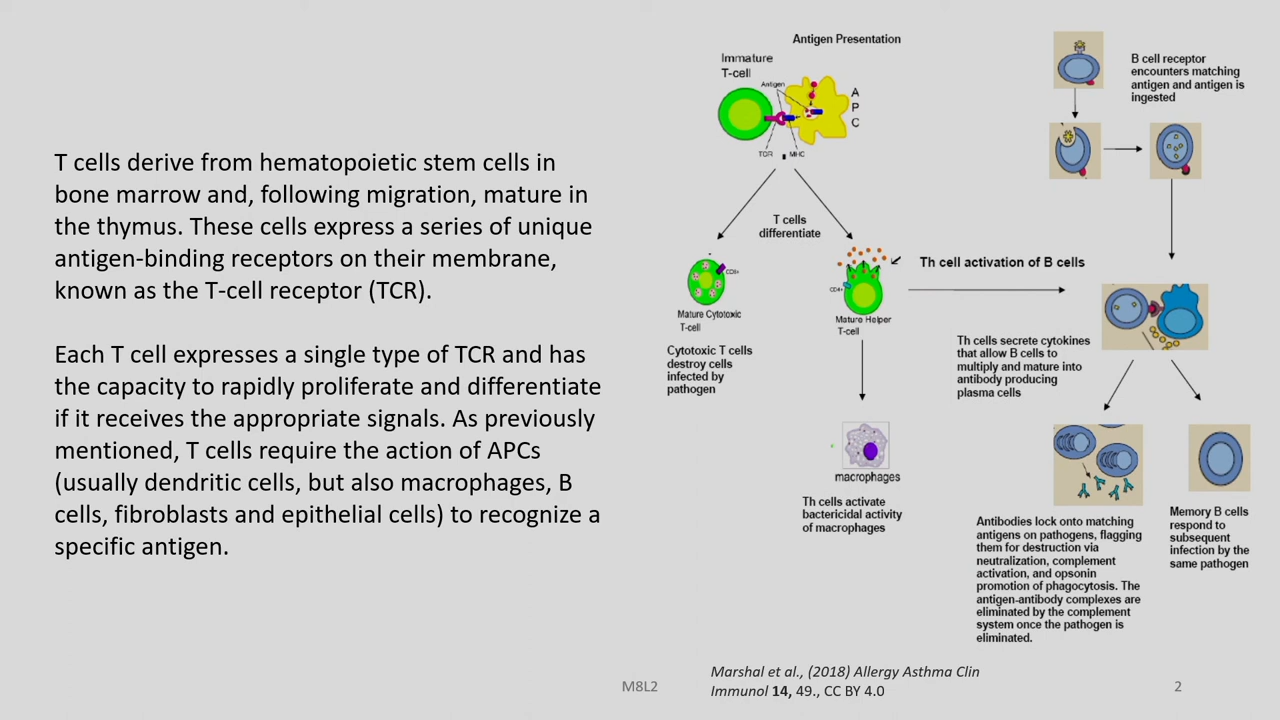 T cells derive from hematopoietic stem cells in
bone marrow and, following migration, mature in
the thymus. These cells express a series of unique
antigen-binding receptors on their membrane,
known as the T-cell receptor (TCR).
Each T cell expresses a single type of TCR and has
the capacity to rapidly proliferate and differentiate
if it receives the appropriate signals. As previously
mentioned, T cells require the action of APCs
(usually dendritic cells, but also macrophages, B
cells, fibroblasts and epithelial cells) to recognize a
specific antigen.
Antigen Presentation
Immature
T-cell
Antigen
A
P
C
TCR
MHC
T cells
differentiate
CD8+
Mature Cytotoxic
T-cell
Cytotoxic T cells
destroy cells
infected by
pathogen
CD4+
Mature Helper
T-cell
macrophages
Th cells activate
bactericidal activity
of macrophages
B cell receptor
encounters matching
antigen and antigen is
ingested
Th cell activation of B cells
Th cells secrete cytokines
that allow B cells to
multiply and mature into
antibody producing
plasma cells
Antibodies lock onto matching
antigens on pathogens, flagging
them for destruction via
neutralization, complement
activation, and opsonin
promotion of phagocytosis. The
antigen-antibody complexes are
eliminated by the complement
system once the pathogen is
eliminated.
Memory B cells
respond to
subsequent
infection by the
same pathogen
M8L2
Marshal et al., (2018) Allergy Asthma Clin
Immunol 14, 49., CC BY 4.0
2